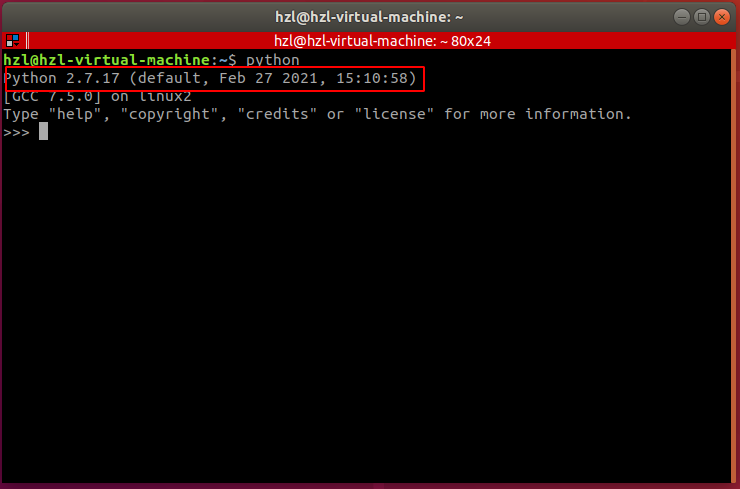 hzl@hzl-virtual-machine: ~
hzl@hzl-virtual-machine: ~ 80x24
hzl@hzl-virtual-machine:~$ python
Python 2.7.17 (default, Feb 27 2021, 15:10:58)
[GCC 7.5.0] on linux2
Type "help", "copyright", "credits" or "license" for more information.
>>>